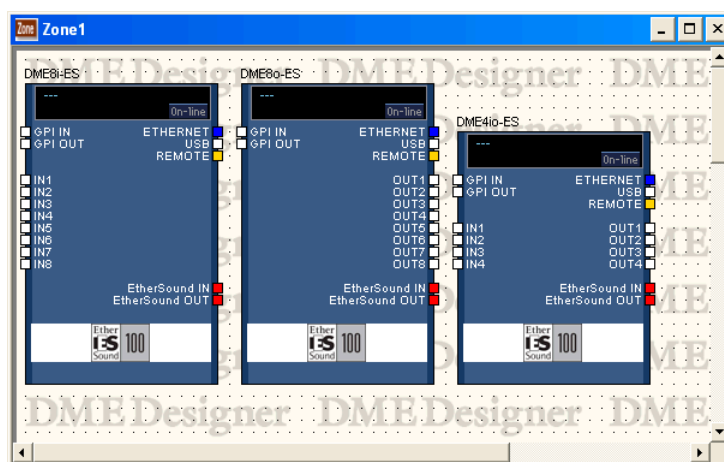 Zone Zone1
DME8i-ES
---
On-line
GPI IN ETHERNET
GPI OUT USB
REMOTE
IN1
IN2
IN3
IN4
IN5
IN6
IN7
IN8
EtherSound IN
EtherSound OUT
Ether
ES 100
Sound
DME8o-ES
---
On-line
GPI IN ETHERNET
GPI OUT USB
REMOTE
OUT1
OUT2
OUT3
OUT4
OUT5
OUT6
OUT7
OUT8
EtherSound IN
EtherSound OUT
Ether
ES 100
Sound
DME4io-ES
---
On-line
GPI IN ETHERNET
GPI OUT USB
REMOTE
IN1 OUT1
IN2 OUT2
IN3 OUT3
IN4 OUT4
EtherSound IN
EtherSound OUT
Ether
ES 100
Sound
DME Designer DME Designer DME